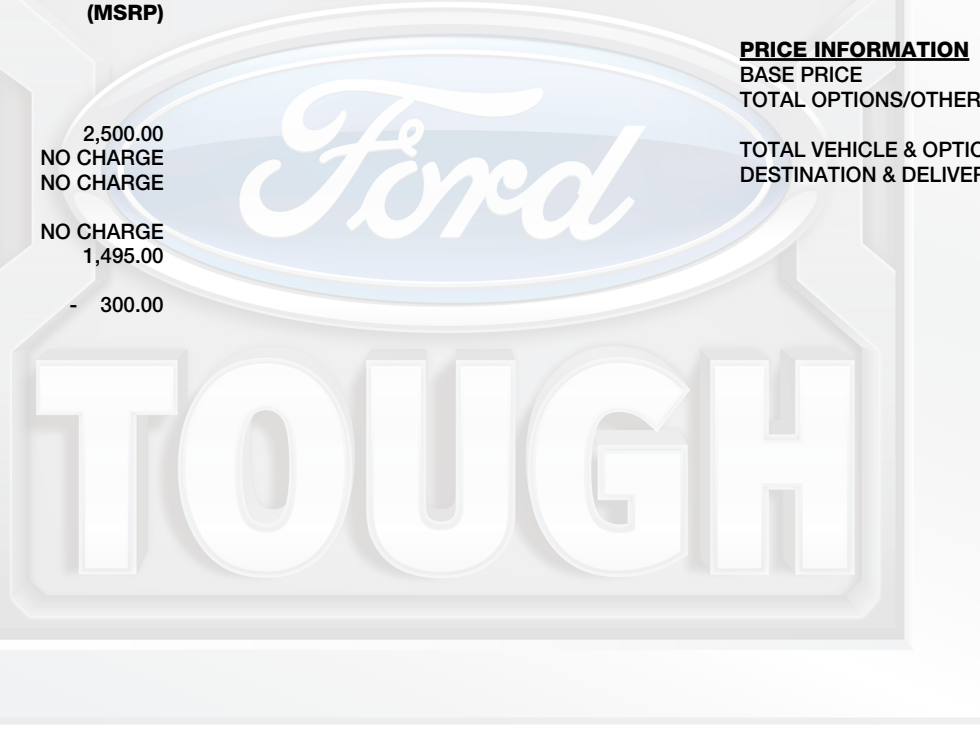 (MSRP)
2,500.00
NO CHARGE
NO CHARGE
NO CHARGE
1,495.00
- 300.00
PRICE INFORMATION
BASE PRICE
TOTAL OPTIONS/OTHER
TOTAL VEHICLE & OPTIO
DESTINATION & DELIVER
Ford
TOUGH